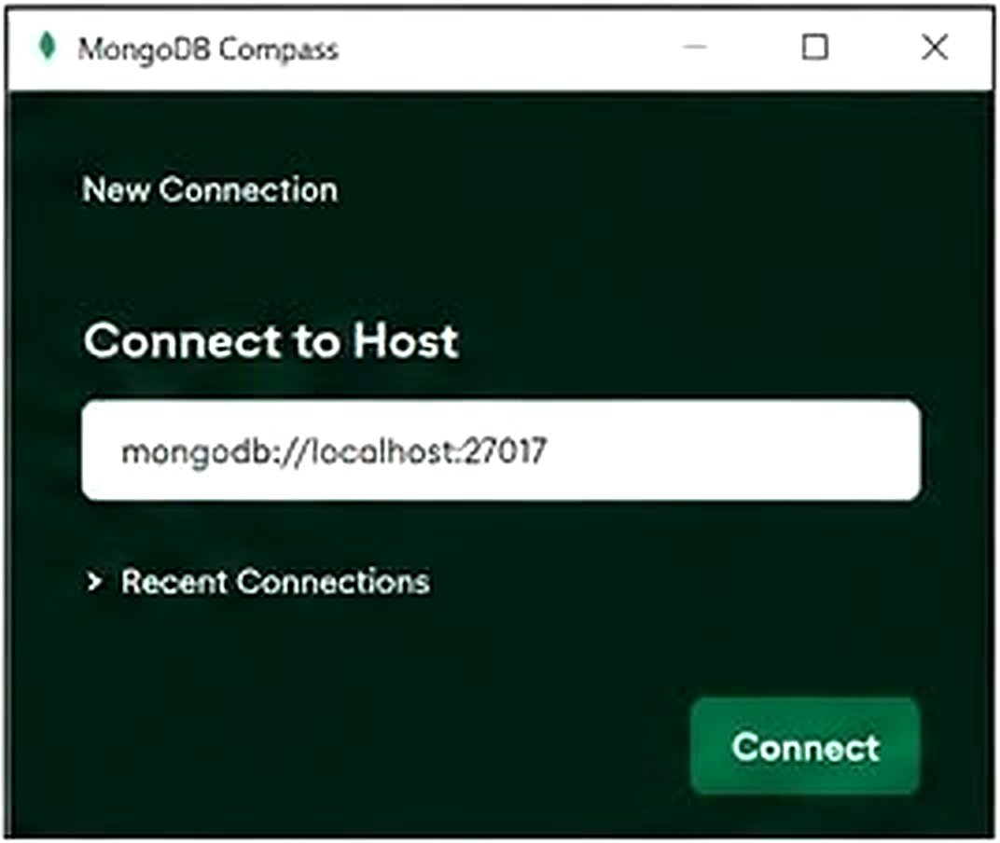 MongoDB Compass
New Connection
Connect to Host
mongodb://localhost:27017
> Recent Connections
Connect